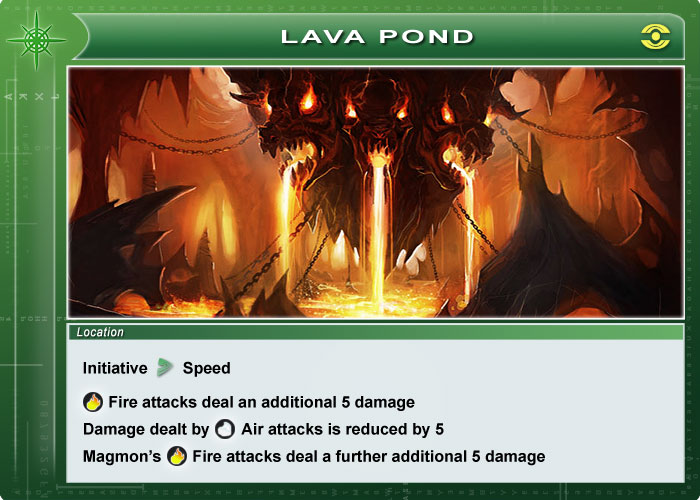 LAVA POND
Location
Initiative Speed
Fire attacks deal an additional 5 damage
Damage dealt by Air attacks is reduced by 5
Magmon's Fire attacks deal a further additional 5 damage